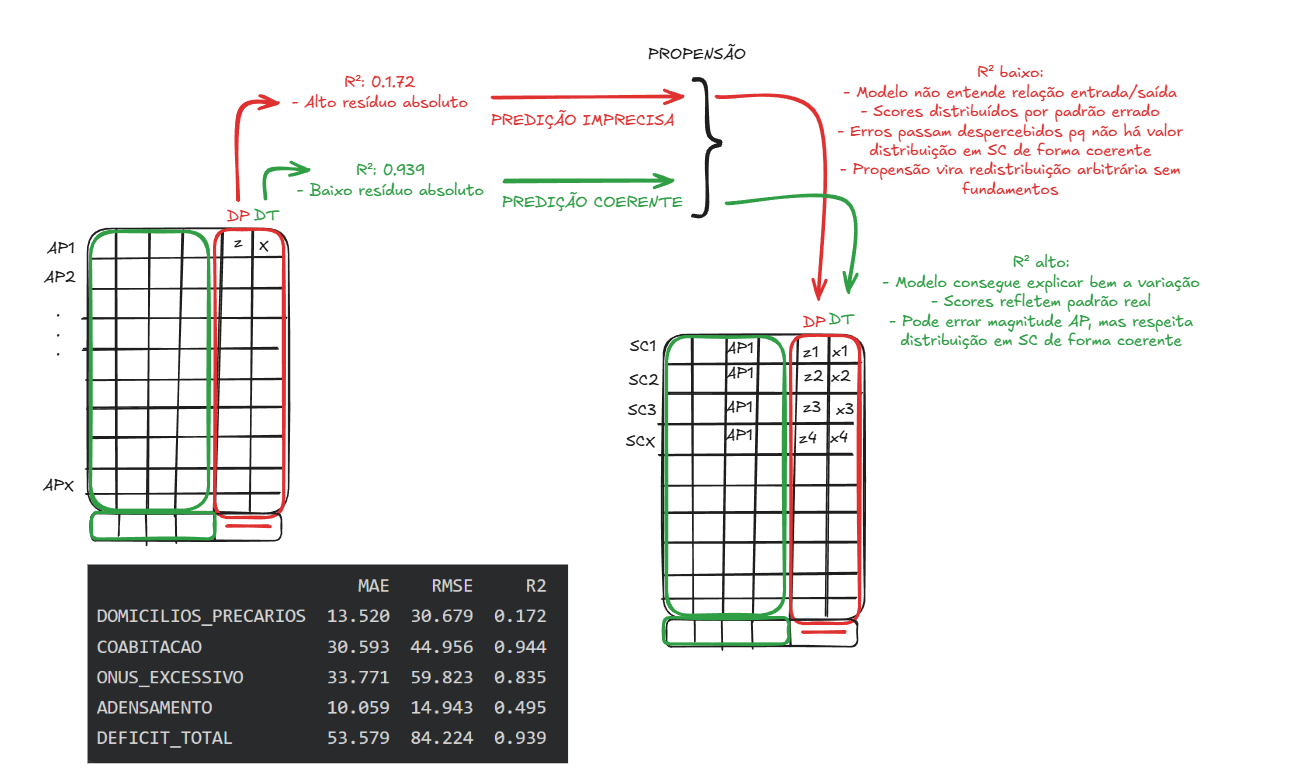 PROPENSÃO
R²: 0.1.72
- Alto resíduo absoluto
PREDIÇÃO IMPRECISA
R²: 0.939
- Baixo resíduo absoluto
PREDIÇÃO COERENTE
R² baixo:
- Modelo não entende relação entrada/saída
- Scores distribuídos por padrão errado
- Erros passam despercebidos pq não há valor
distribuição em SC de forma coerente
- Propensão vira redistribuição arbitrária sem
fundamentos
R² alto:
- Modelo consegue explicar bem a variação
- Scores refletem padrão real
- Pode errar magnitude AP, mas respeita
distribuição em SC de forma coerente
DP DT
AP1 z x
AP2
.
.
.
APX
DP DT
SC1 AP1 z1 x1
SC2 AP1 z2 x2
SC3 AP1 z3 x3
SCX AP1 z4 x4
MAE RMSE R2
DOMICILIOS_PRECARIOS 13.520 30.679 0.172
COABITACAO 30.593 44.956 0.944
ONUS_EXCESSIVO 33.771 59.823 0.835
ADENSAMENTO 10.059 14.943 0.495
DEFICIT_TOTAL 53.579 84.224 0.939